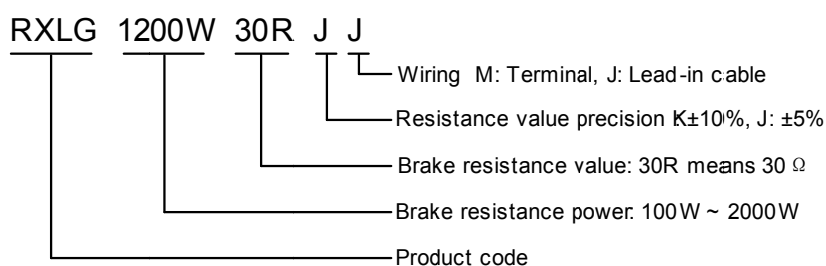 RXLG 1200W 30R J J
Wiring M: Terminal, J: Lead-in cable
Resistance value precision K±10%, J: ±5%
Brake resistance value: 30R means 30 Ω
Brake resistance power: 100W ~ 2000W
Product code